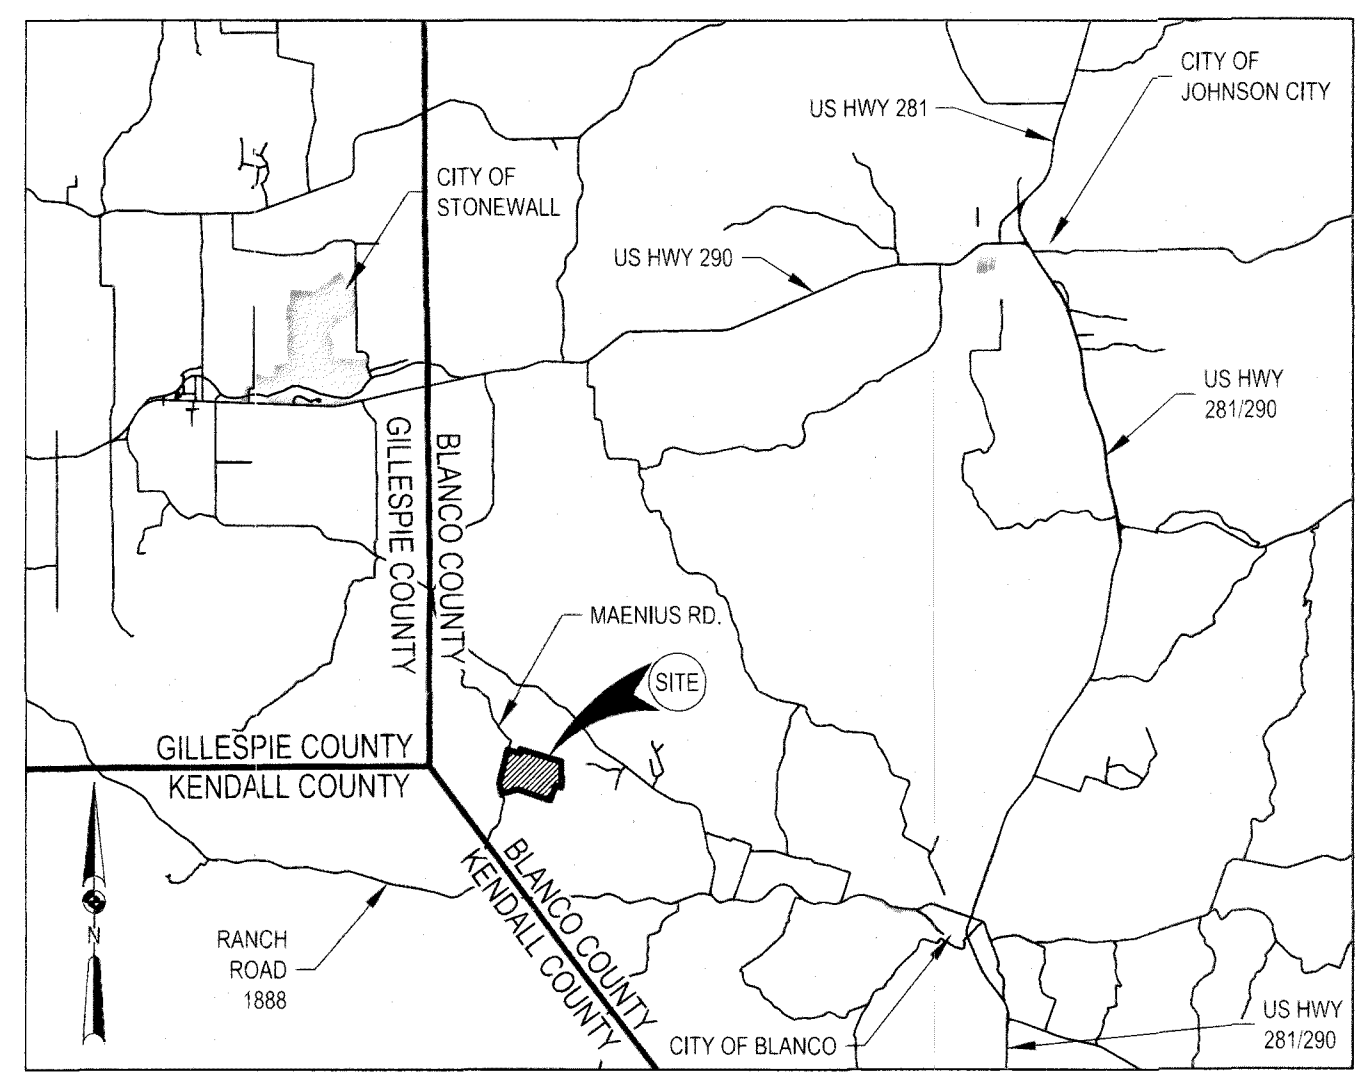 CITY OF
JOHNSON CITY
US HWY 281
CITY OF
STONEWALL
US HWY 290
US HWY
281/290
GILLESPIE COUNTY
BLANCO COUNTY
MAENIUS RD.
SITE
GILLESPIE COUNTY
KENDALL COUNTY
BLANCO COUNTY
KENDALL COUNTY
N
RANCH
ROAD
1888
CITY OF BLANCO
US HWY
281/290